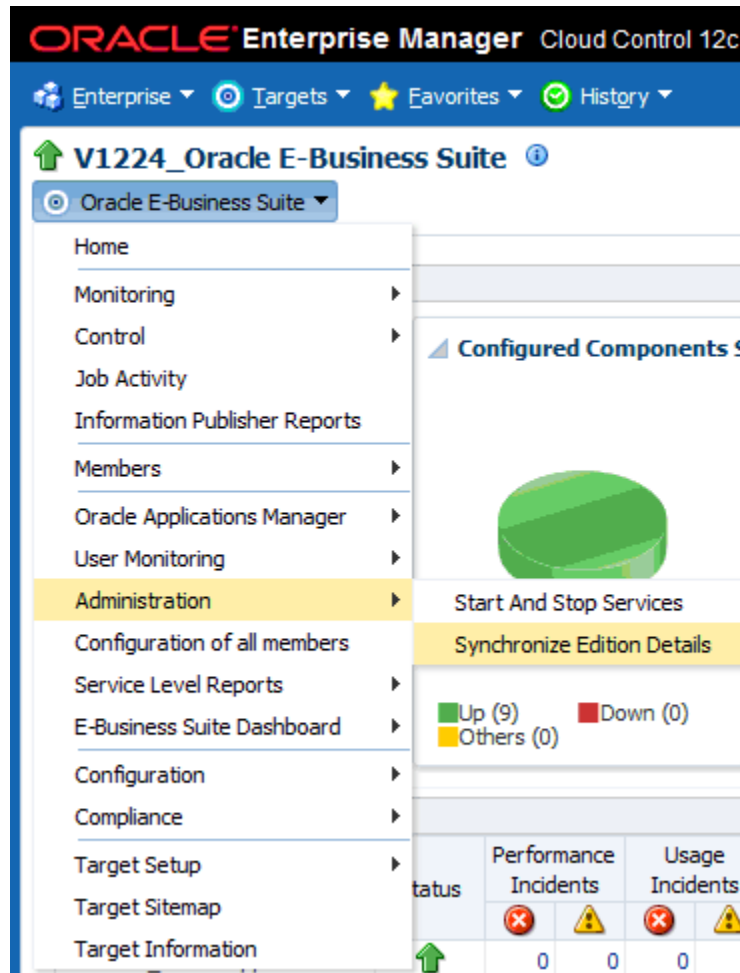 ORACLE Enterprise Manager Cloud Control 12c
Enterprise Targets Favorites History
V1224_Oracle E-Business Suite
Oracle E-Business Suite
Home
Monitoring
Control
Configured Components
Job Activity
Information Publisher Reports
Members
Oracle Applications Manager
User Monitoring
Administration
Start And Stop Services
Configuration of all members
Synchronize Edition Details
Service Level Reports
E-Business Suite Dashboard
Up (9) Down (0)
Others (0)
Configuration
Compliance
Target Setup
Performance Incidents
Usage Incidents
tatus
Target Sitemap
Target Information
0 0 0